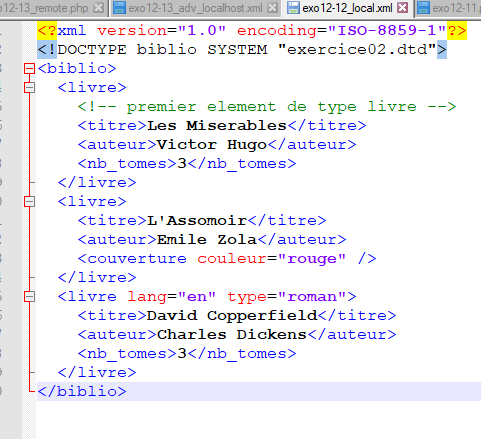 o12-13_remote.php exo12-13_adv_localhost.xml exo12-12_local.xml exo12-11.
<?xml version="1.0" encoding="ISO-8859-1"?>
<!DOCTYPE biblio SYSTEM "exercice02.dtd">
<biblio>
<livre>
<!-- premier element de type livre -->
<titre>Les Miserables</titre>
<auteur>Victor Hugo</auteur>
<nb_tomes>3</nb_tomes>
</livre>
<livre>
<titre>L'Assomoir</titre>
<auteur>Emile Zola</auteur>
<couverture couleur="rouge" />
</livre>
<livre lang="en" type="roman">
<titre>David Copperfield</titre>
<auteur>Charles Dickens</auteur>
<nb_tomes>3</nb_tomes>
</livre>
</biblio>